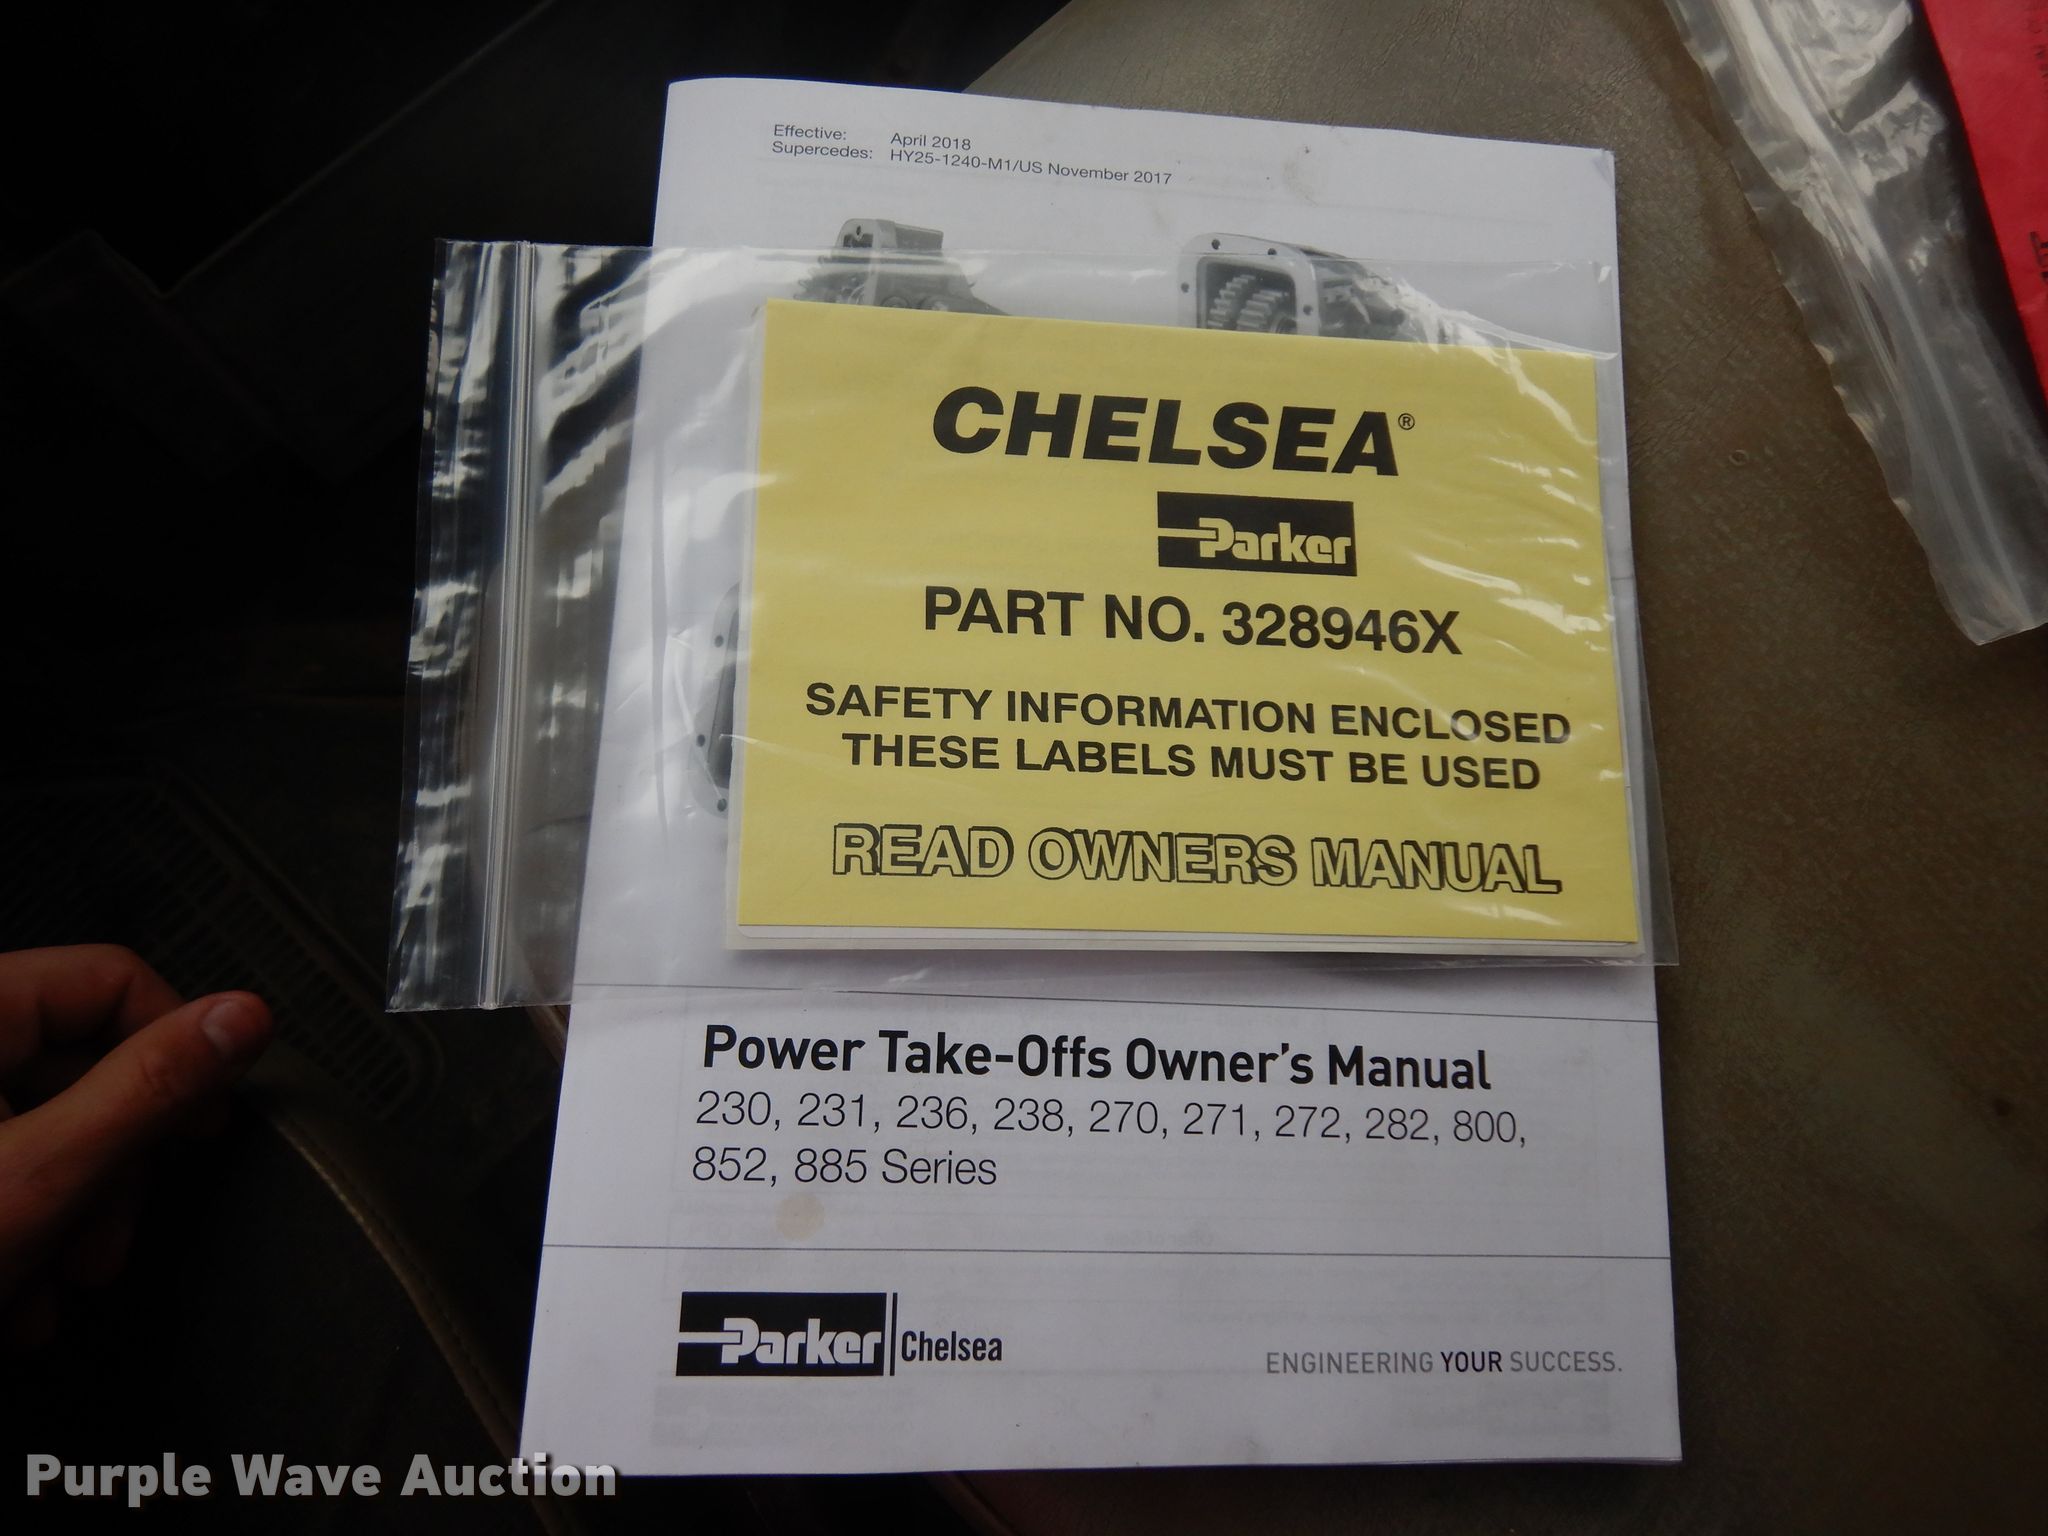 Effective: April 2018
Supercedes: HY25-1240-M1/US November 2017
CHELSEA®
Parker
PART NO. 328946X
SAFETY INFORMATION ENCLOSED
THESE LABELS MUST BE USED
READ OWNERS MANUAL
Power Take-Offs Owner's Manual
230, 231, 236, 238, 270, 271, 272, 282, 800,
852, 885 Series
Parker Chelsea
ENGINEERING YOUR SUCCESS.
Purple Wave Auction